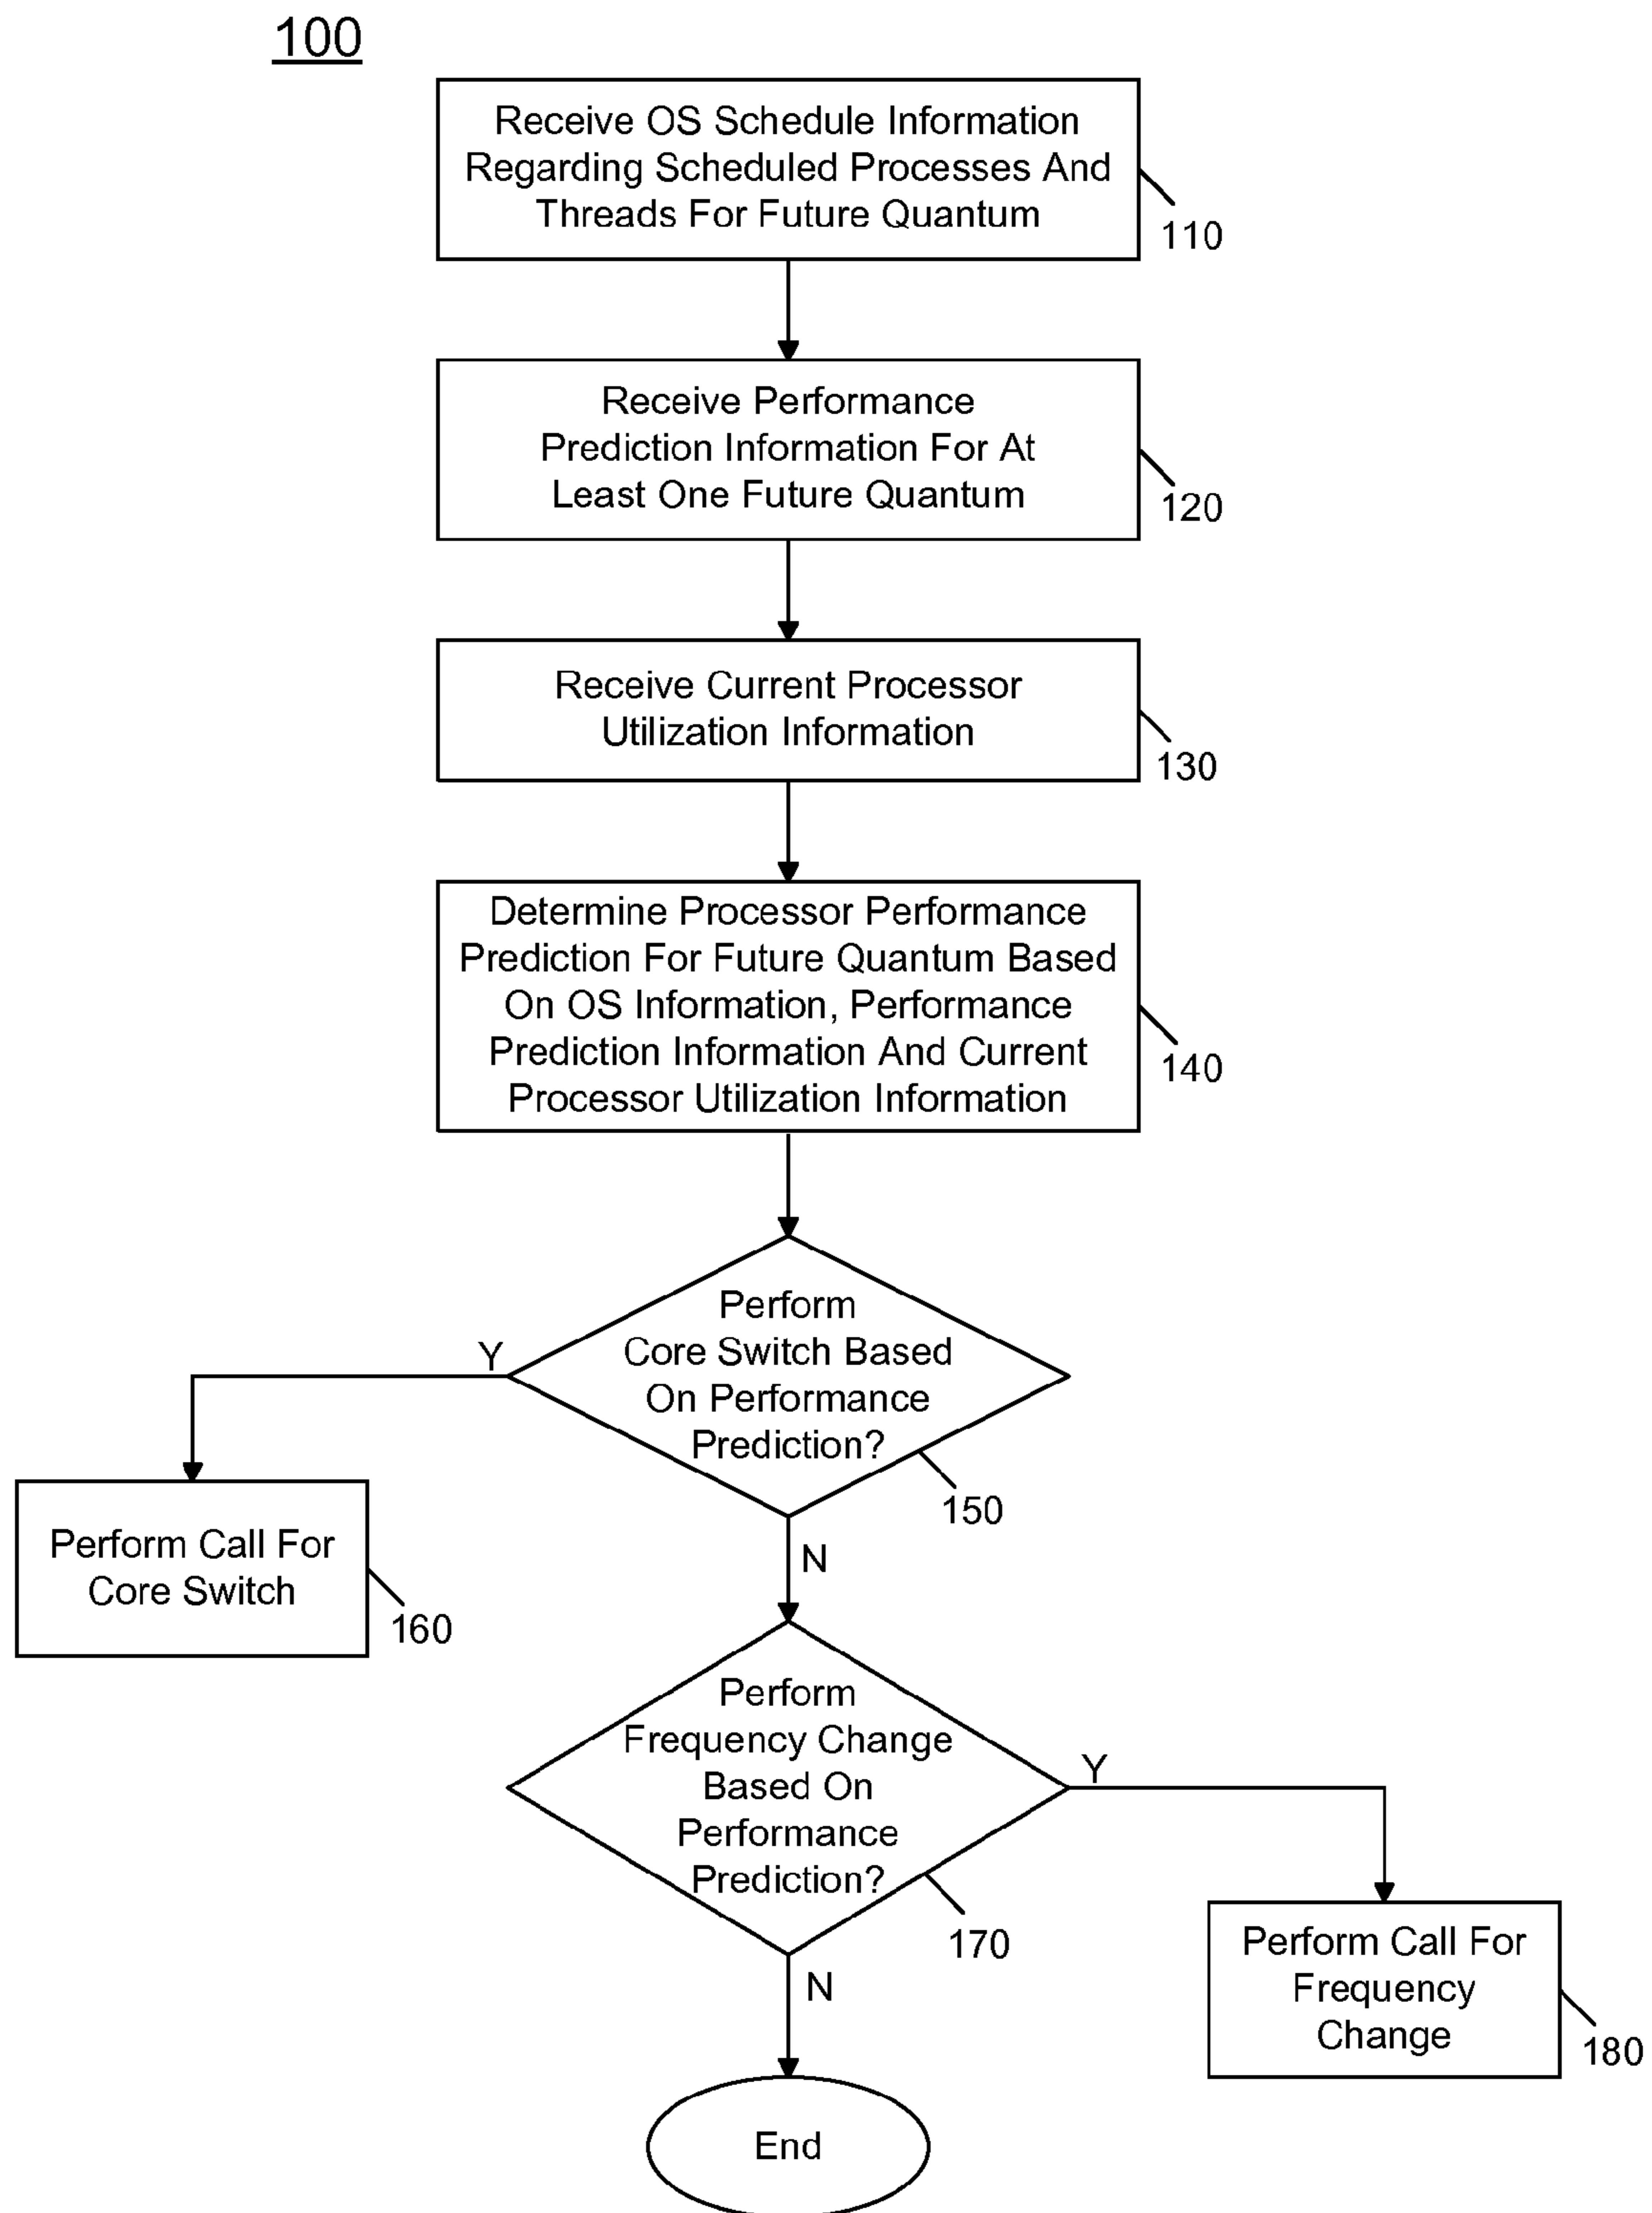 100
Receive OS Schedule Information
Regarding Scheduled Processes And
Threads For Future Quantum
110
Receive Performance
Prediction Information For At
Least One Future Quantum
120
Receive Current Processor
Utilization Information
130
Determine Processor Performance
Prediction For Future Quantum Based
On OS Information, Performance
Prediction Information And Current
Processor Utilization Information
140
Perform
Core Switch Based
On Performance
Prediction?
150
Y
Perform Call For
Core Switch
160
N
Perform
Frequency Change
Based On
Performance
Prediction?
170
Y
Perform Call For
Frequency
Change
180
N
End